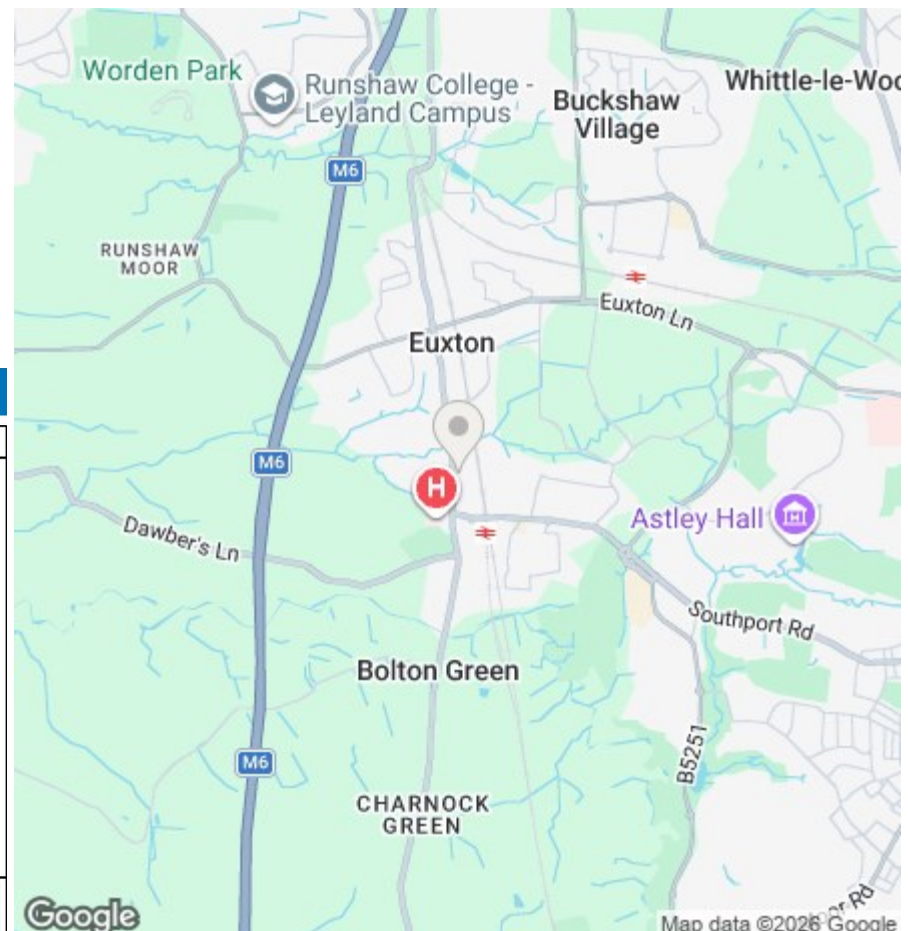 Worden Park
Runshaw College -
Leyland Campus
Buckshaw
Village
Whittle-le-Woo
M6
RUNSHAW
MOOR
Euxton Ln
Euxton
M6
H
Astley Hall
Dawber's Ln
Southport Rd
Bolton Green
B5251
M6
CHARNOCK
GREEN
Google
Map data ©2026 Google
Rd